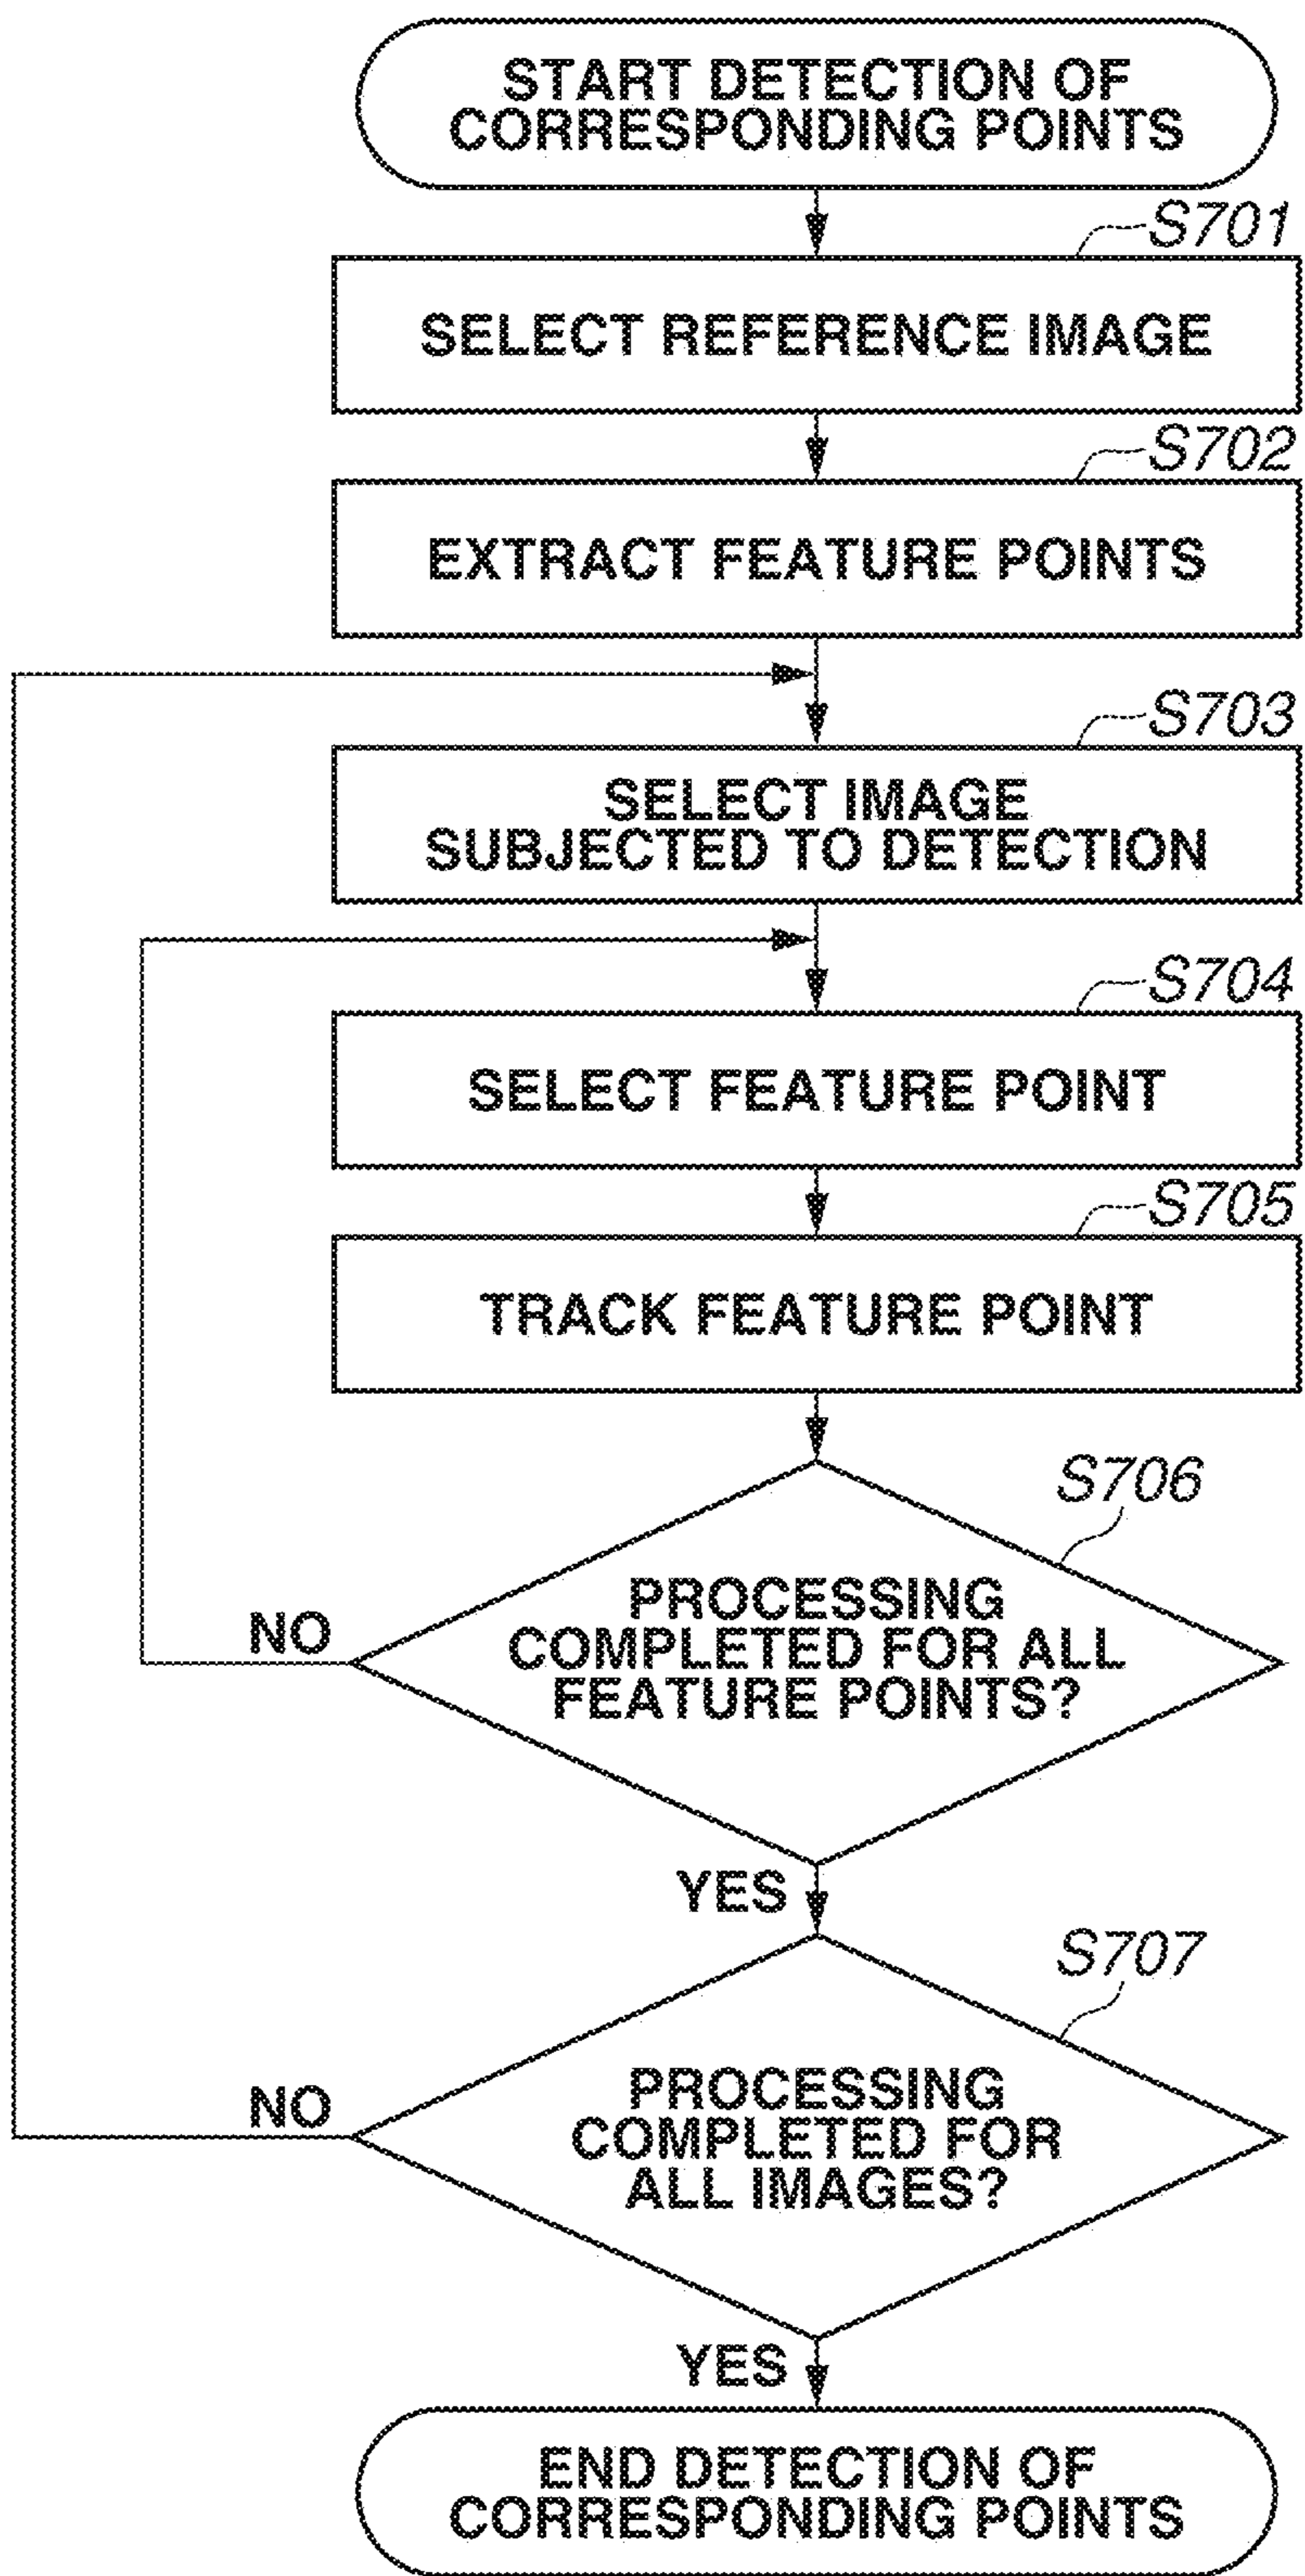 START DETECTION OF
CORRESPONDING POINTS
S701
SELECT REFERENCE IMAGE
S702
EXTRACT FEATURE POINTS
S703
SELECT IMAGE
SUBJECTED TO DETECTION
S704
SELECT FEATURE POINT
S705
TRACK FEATURE POINT
S706
PROCESSING
COMPLETED FOR ALL
FEATURE POINTS?
NO
YES
S707
PROCESSING
COMPLETED FOR
ALL IMAGES?
NO
YES
END DETECTION OF
CORRESPONDING POINTS